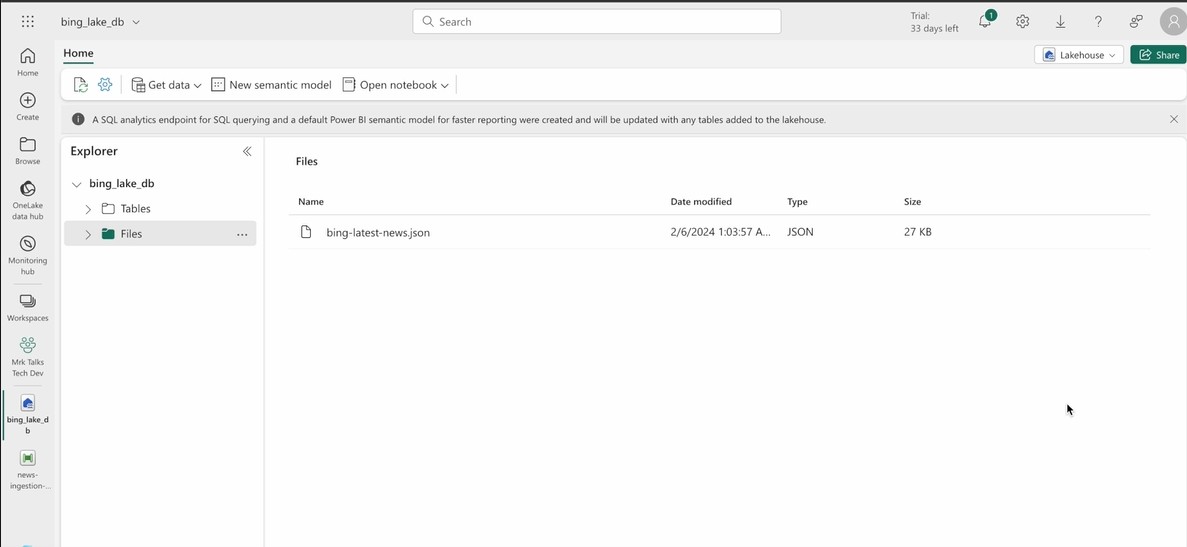 bing_lake_db
Search
Trial:
33 days left
1
Home
Lakehouse
Share
Get data
New semantic model
Open notebook
A SQL analytics endpoint for SQL querying and a default Power BI semantic model for faster reporting were created and will be updated with any tables added to the lakehouse.
Home
Create
Browse
OneLake
data hub
Monitoring
hub
Workspaces
Mrk Talks
Tech Dev
bing_lake_d
b
news-
ingestion-...
Explorer
bing_lake_db
Tables
Files
...
Files
Name Date modified Type Size
bing-latest-news.json 2/6/2024 1:03:57 A... JSON 27 KB